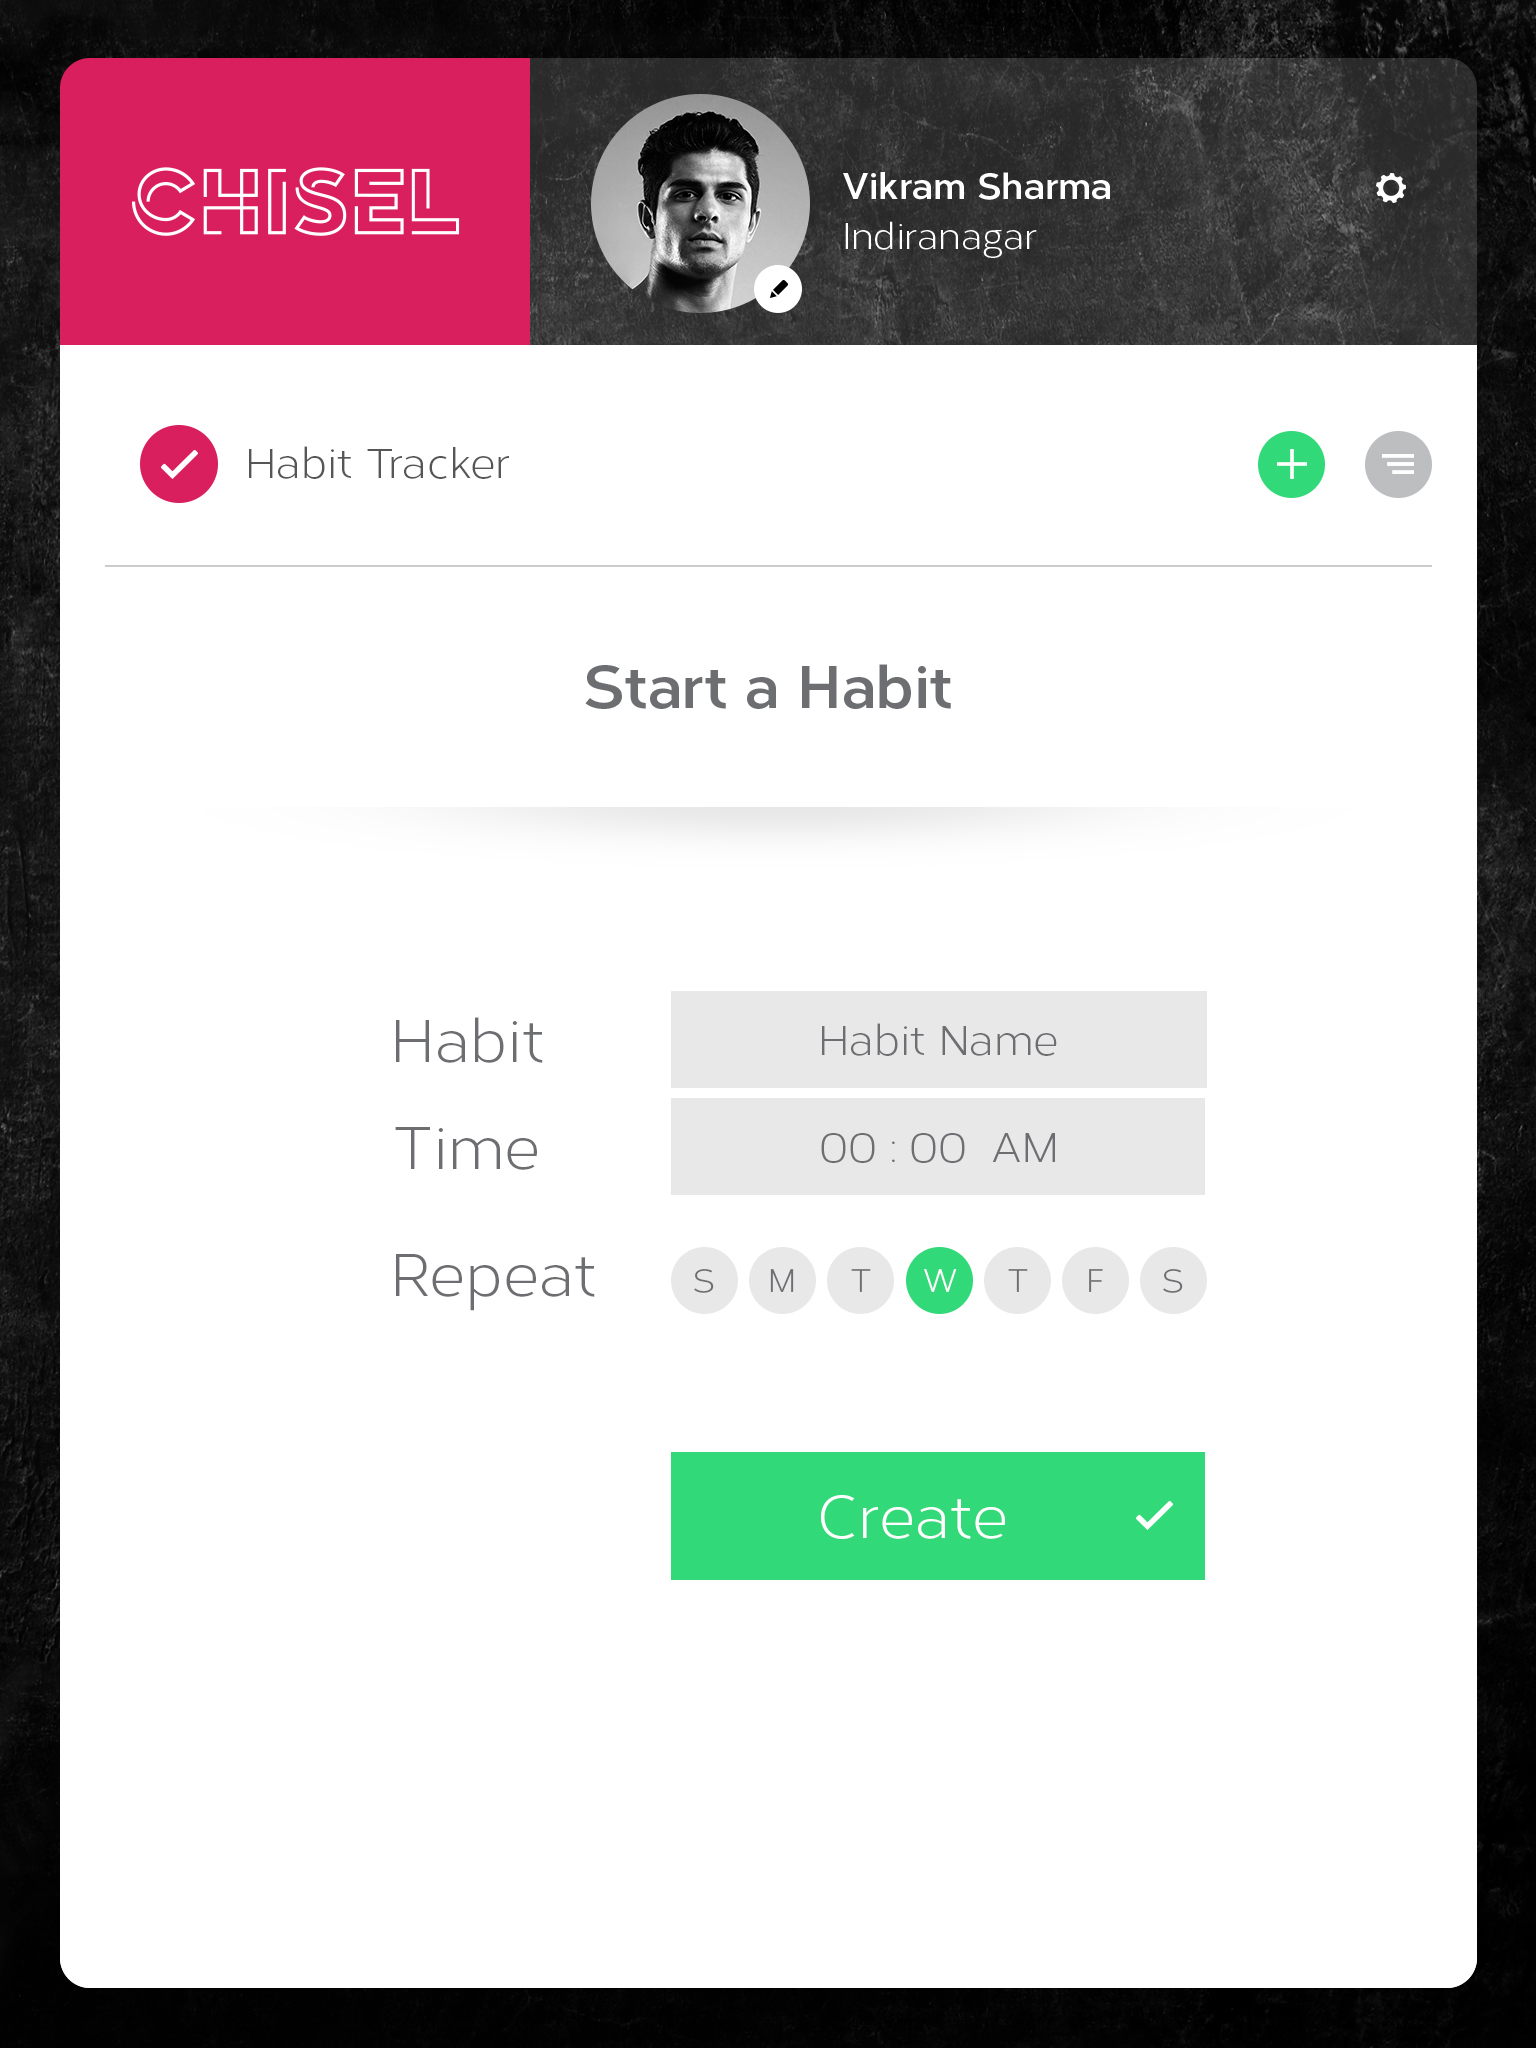 CHISEL
Vikram Sharma
Indiranagar
Habit Tracker
Start a Habit
Habit
Habit Name
Time
00 : 00 AM
Repeat
S M T W T F S
Create